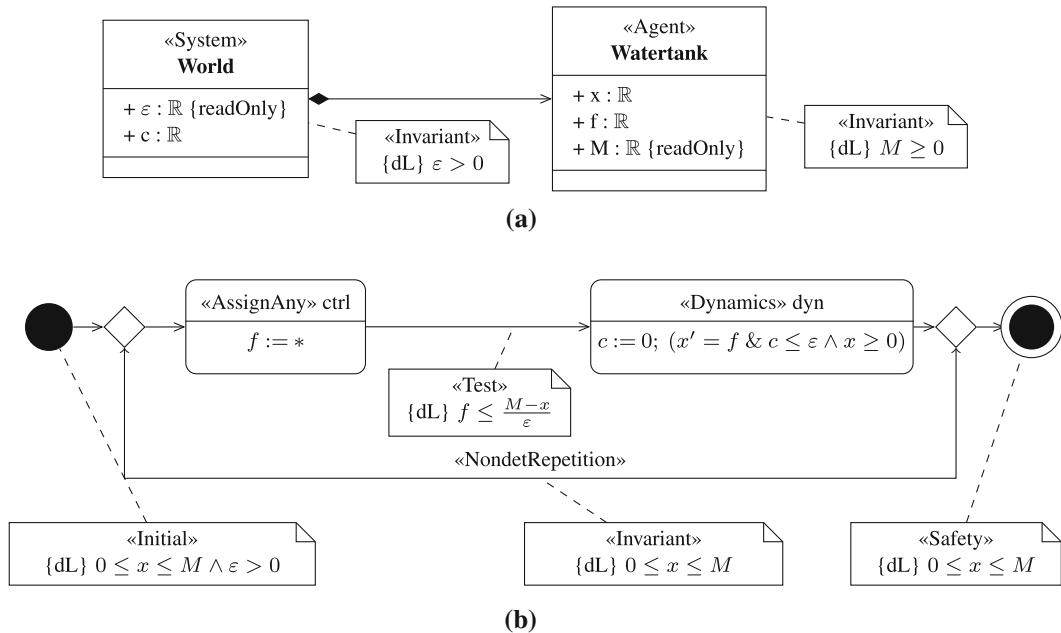 «System»
World
+ ε : ℝ {readOnly}
+ c : ℝ
«Invariant»
{dL} ε > 0
«Agent»
Watertank
+ x : ℝ
+ f : ℝ
+ M : ℝ {readOnly}
«Invariant»
{dL} M ≥ 0
(a)
«AssignAny» ctrl
f := ∗
«Dynamics» dyn
c := 0; (x′ = f & c ≤ ε ∧ x ≥ 0)
«Test»
{dL} f ≤ \frac{M−x}{ε}
«NondetRepetition»
«Initial»
{dL} 0 ≤ x ≤ M ∧ ε > 0
«Invariant»
{dL} 0 ≤ x ≤ M
«Safety»
{dL} 0 ≤ x ≤ M
(b)